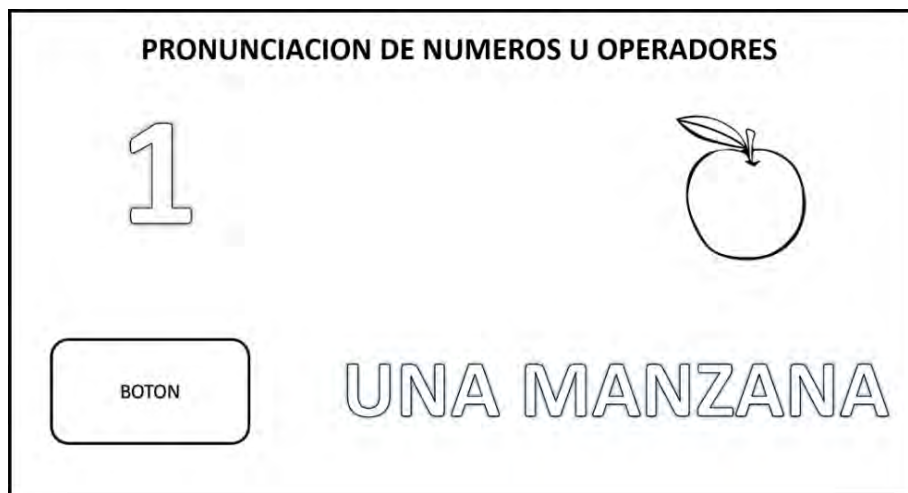 PRONUNCIACION DE NUMEROS U OPERADORES
1
BOTON
UNA MANZANA